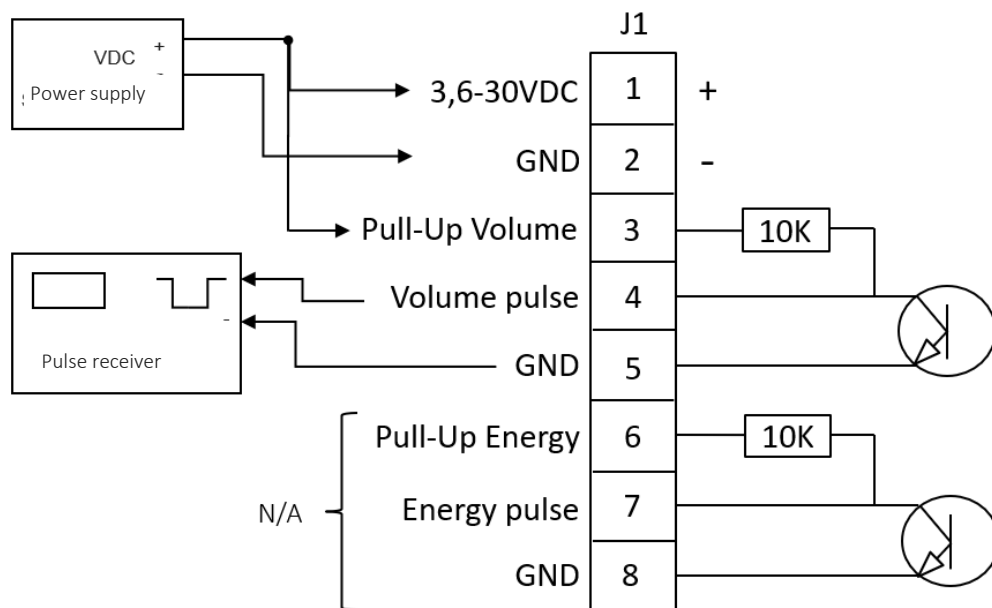 J1
VDC +
-
Power supply
3,6-30VDC 1 +
GND 2 -
Pull-Up Volume 3 10K
Volume pulse 4
-
Pulse receiver
GND 5
Pull-Up Energy 6 10K
N/A
Energy pulse 7
GND 8